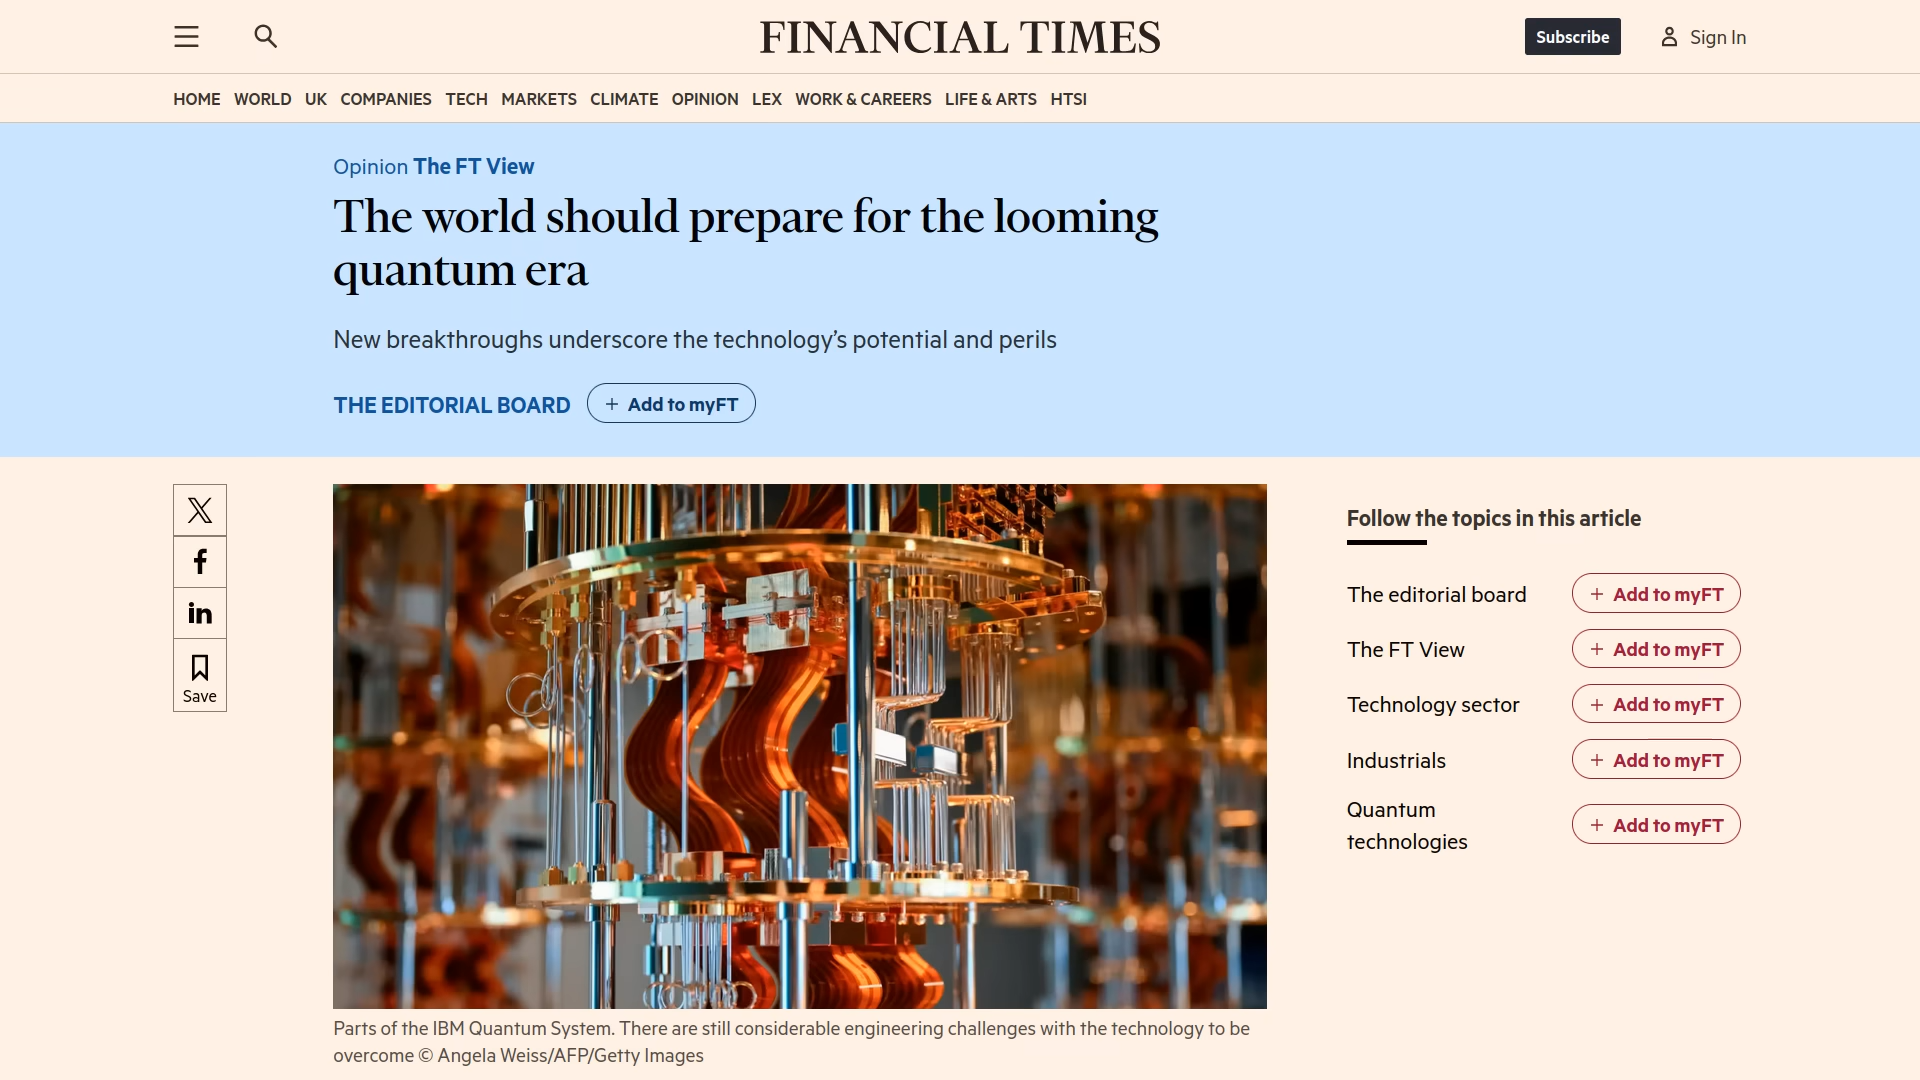 FINANCIAL TIMES
Subscribe
Sign In
HOME WORLD UK COMPANIES TECH MARKETS CLIMATE OPINION LEX WORK & CAREERS LIFE & ARTS HTSI
Opinion The FT View
The world should prepare for the looming
quantum era
New breakthroughs underscore the technology’s potential and perils
THE EDITORIAL BOARD
+ Add to myFT
Save
Follow the topics in this article
The editorial board
+ Add to myFT
The FT View
+ Add to myFT
Technology sector
+ Add to myFT
Industrials
+ Add to myFT
Quantum
technologies
+ Add to myFT
Parts of the IBM Quantum System. There are still considerable engineering challenges with the technology to be
overcome © Angela Weiss/AFP/Getty Images